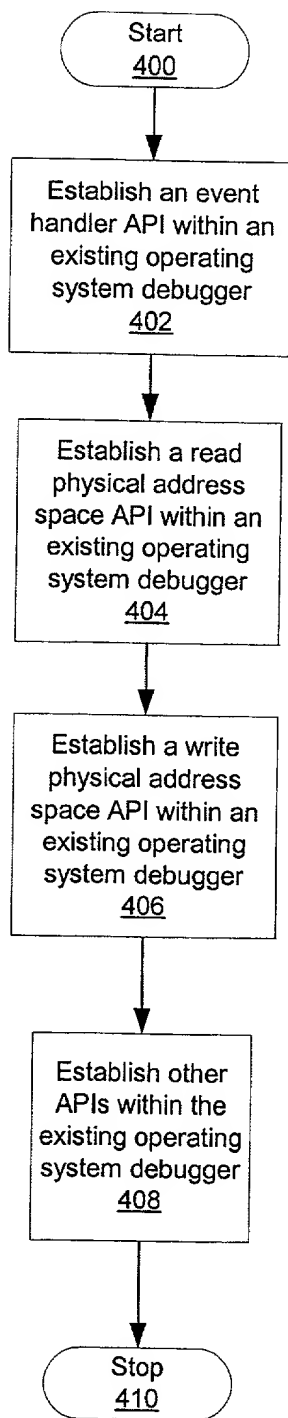 Start
400
Establish an event
handler API within an
existing operating
system debugger
402
Establish a read
physical address
space API within an
existing operating
system debugger
404
Establish a write
physical address
space API within an
existing operating
system debugger
406
Establish other
APIs within the
existing operating
system debugger
408
Stop
410